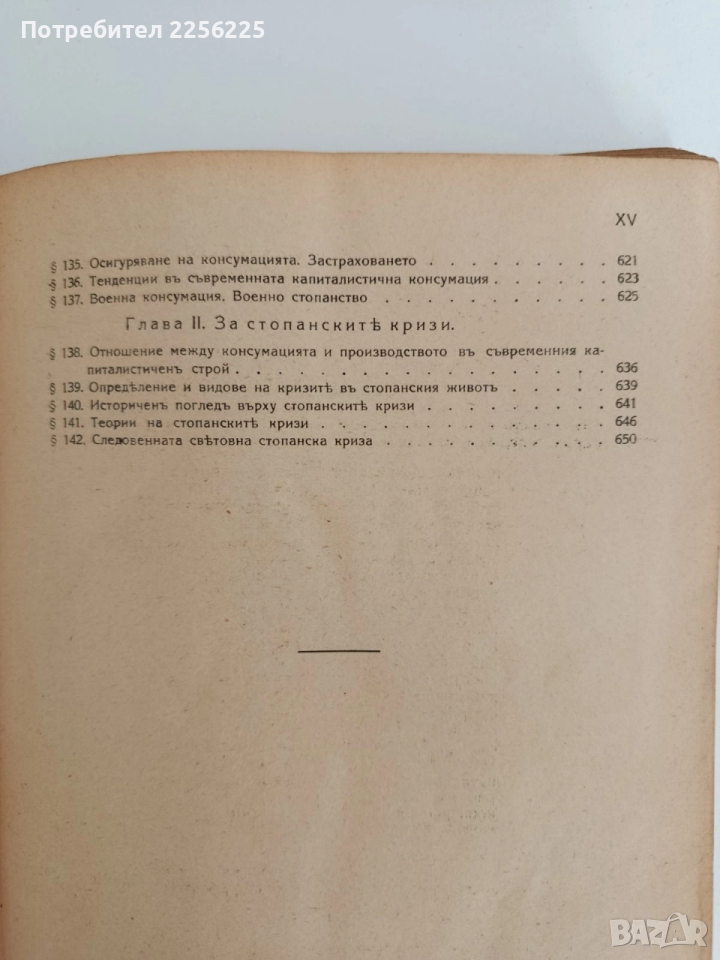 Потребител 2256225
XV
§ 135. Осигуряване на консумацията. Застраховането . . . . . . . . 621
§ 136. Тенденции въ съвременната капиталистична консумация . . . . . . 623
§ 137. Военна консумация. Военно стопанство . . . . . . . . . . . 625
Глава II. За стопанскитѣ кризи.
§ 138. Отношение между консумацията и производството въ съвременния ка-
питалистиченъ строй . . . . . . . . . . . . . . . . 636
§ 139. Опредѣление и видове на кризитѣ въ стопанския животъ . . . . . 639
§ 140. Историченъ погледъ върху стопанскитѣ кризи . . . . . . . . . 641
§ 141. Теории на стопанскитѣ кризи . . . . . . . . . . . . . . 646
§ 142. Следовенната свѣтовна стопанска криза . . . . . . . . . . . 650
BAZAR